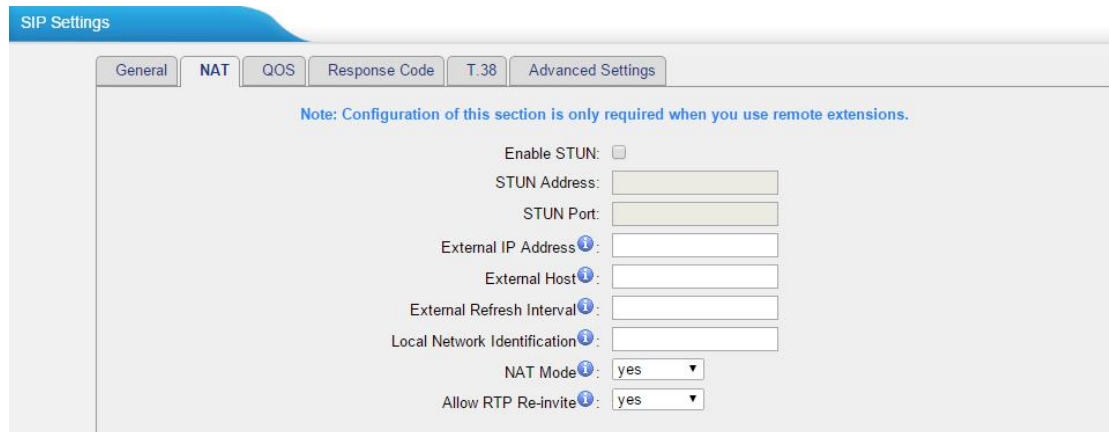 SIP Settings
General NAT QOS Response Code T.38 Advanced Settings
Note: Configuration of this section is only required when you use remote extensions.
Enable STUN:
STUN Address:
STUN Port:
External IP Address i :
External Host i :
External Refresh Interval i :
Local Network Identification i :
NAT Mode i : yes
Allow RTP Re-invite i : yes